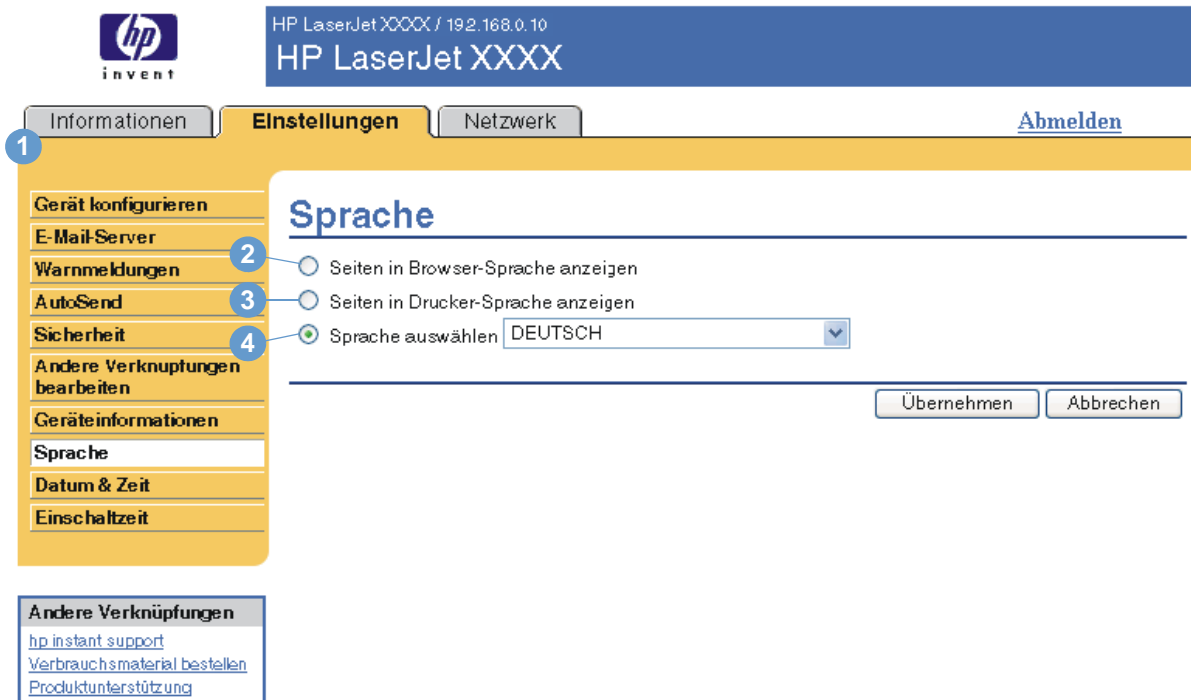 hp
invent
HP LaserJet XXXX / 192.168.0.10
HP LaserJet XXXX
Informationen
Einstellungen
Netzwerk
Abmelden
1
Gerät konfigurieren
E-Mail-Server
Warnmeldungen
AutoSend
Sicherheit
Andere Verknüpfungen
bearbeiten
Geräteinformationen
Sprache
Datum & Zeit
Einschaltzeit
Sprache
2
Seiten in Browser-Sprache anzeigen
3
Seiten in Drucker-Sprache anzeigen
4
Sprache auswählen DEUTSCH
Übernehmen
Abbrechen
Andere Verknüpfungen
hp instant support
Verbrauchsmaterial bestellen
Produktunterstützung